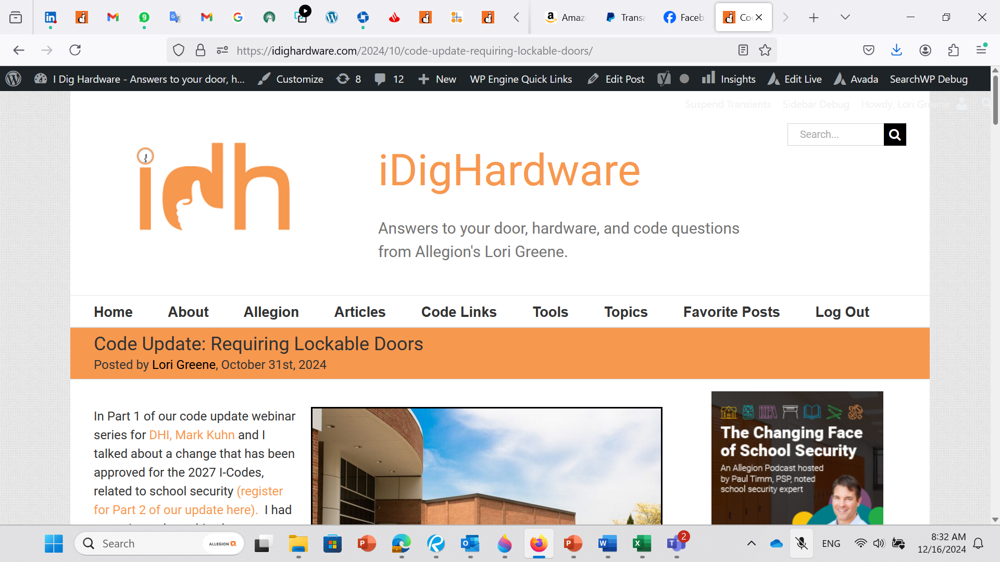 Amaz
Transa
Faceb
Co
https://idighardware.com/2024/10/code-update-requiring-lockable-doors/
I Dig Hardware - Answers to your door, h...
Customize
8
12
New
WP Engine Quick Links
Edit Post
Insights
Edit Live
Avada
SearchWP Debug
Suspend Transients
Sidebar Debug
Howdy, Lori Greene
Search...
idh
iDigHardware
Answers to your door, hardware, and code questions
from Allegion's Lori Greene.
Home
About
Allegion
Articles
Code Links
Tools
Topics
Favorite Posts
Log Out
Code Update: Requiring Lockable Doors
Posted by Lori Greene, October 31st, 2024
In Part 1 of our code update webinar
series for DHI, Mark Kuhn and I
talked about a change that has been
approved for the 2027 I-Codes,
related to school security (register
for Part 2 of our update here). I had
The Changing Face
of School Security
An Allegion Podcast hosted
by Paul Timm, PSP, noted
school security expert
Search
ALLEGION
2
ENG
8:32 AM
12/16/2024